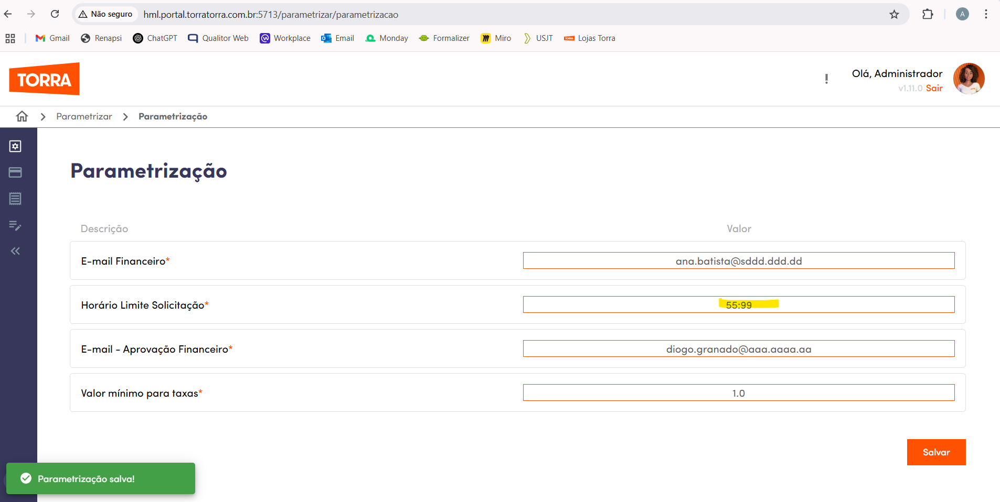 Não seguro
hml.portal.torratorra.com.br:5713/parametrizar/parametrizacao
A
Gmail
Renapsi
ChatGPT
Qualitor Web
Workplace
Email
Monday
Formalizer
Miro
USJT
TORRA
Lojas Torra
TORRA
!
Olá, Administrador
v1.11.0 Sair
Parametrizar
Parametrização
Parametrização
Descrição
Valor
E-mail Financeiro*
ana.batista@sddd.ddd.dd
Horário Limite Solicitação*
55:99
E-mail - Aprovação Financeiro*
diogo.granado@aaa.aaaa.aa
Valor mínimo para taxas*
1.0
Salvar
Parametrização salva!